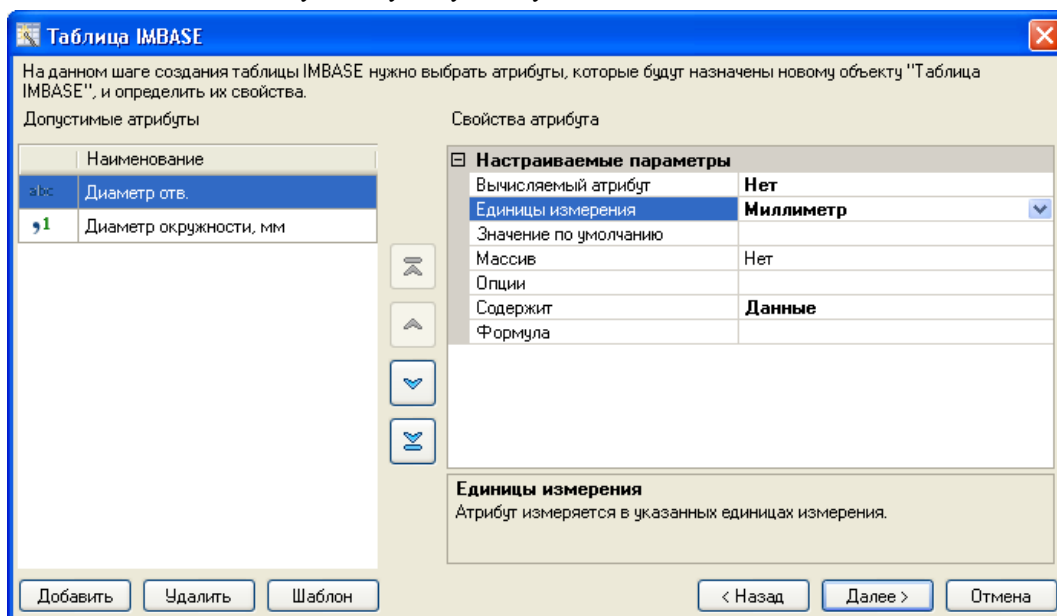 Таблица IMBASE
На данном шаге создания таблицы IMBASE нужно выбрать атрибуты, которые будут назначены новому объекту "Таблица
IMBASE", и определить их свойства.
Допустимые атрибуты
Свойства атрибута
Наименование
abc Диаметр отв.
,1 Диаметр окружности, мм
Настраиваемые параметры
Вычисляемый атрибут Нет
Единицы измерения Миллиметр
Значение по умолчанию
Массив Нет
Опции
Содержит Данные
Формула
Единицы измерения
Атрибут измеряется в указанных единицах измерения.
Добавить Удалить Шаблон < Назад Далее > Отмена